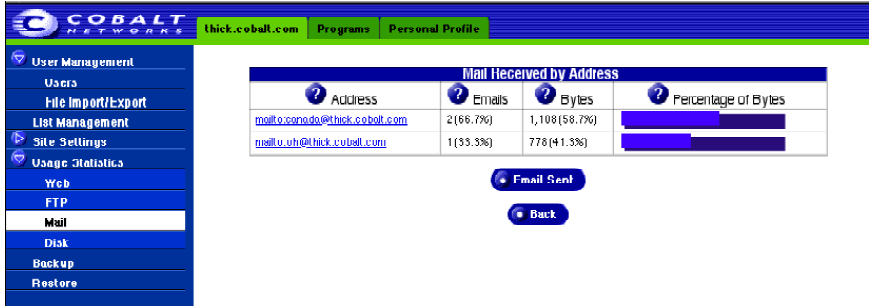 COBALT
NETWORKS
thick.cobalt.com Programs Personal Profile
User Management
Users
File Import/Export
List Management
Site Settings
Usage Statistics
Web
FTP
Mail
Disk
Backup
Restore
Mail Received by Address
? Address ? Emails ? Bytes ? Percentage of Bytes
mailto:canada@thick.cobalt.com 2(66.7%) 1,108(58.7%)
mailto:uh@thick.cobalt.com 1(33.3%) 778(41.3%)
Email Sent
Back